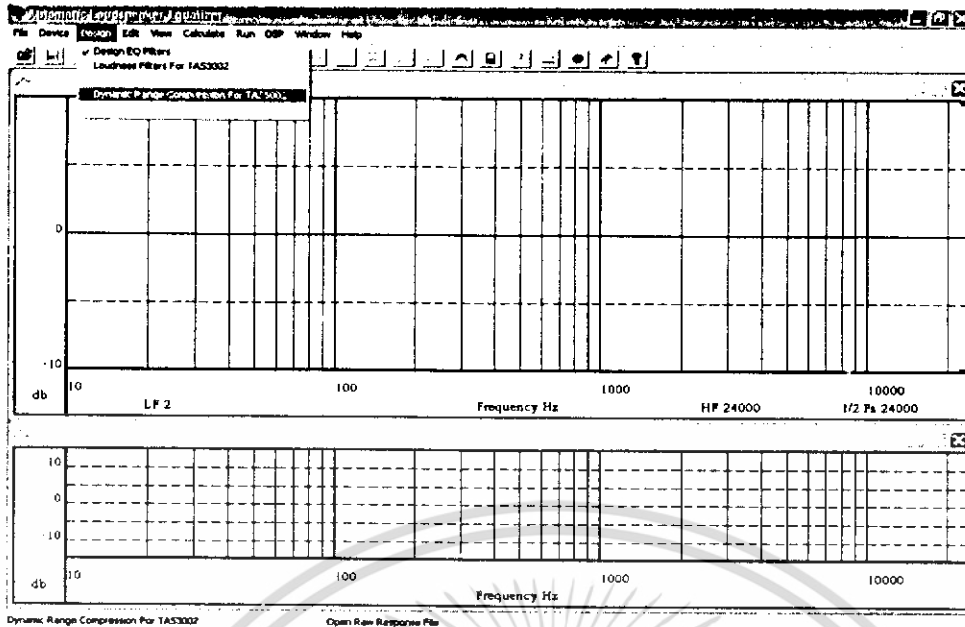 Automatic Loudspeaker Equalizer
File Device Design Edit View Calculate Run DSP Window Help
✓ Design EQ Filters
Loudness Filters For TAS3002
Dynamic Range Compression For TAS3002
0
-10
db
10 100 1000 10000
LF 2 Frequency Hz HF 24000 1/2 Fs 24000
10
0
-10
db
10 100 1000 10000
Frequency Hz
Dynamic Range Compression For TAS3002 Open Raw Response File